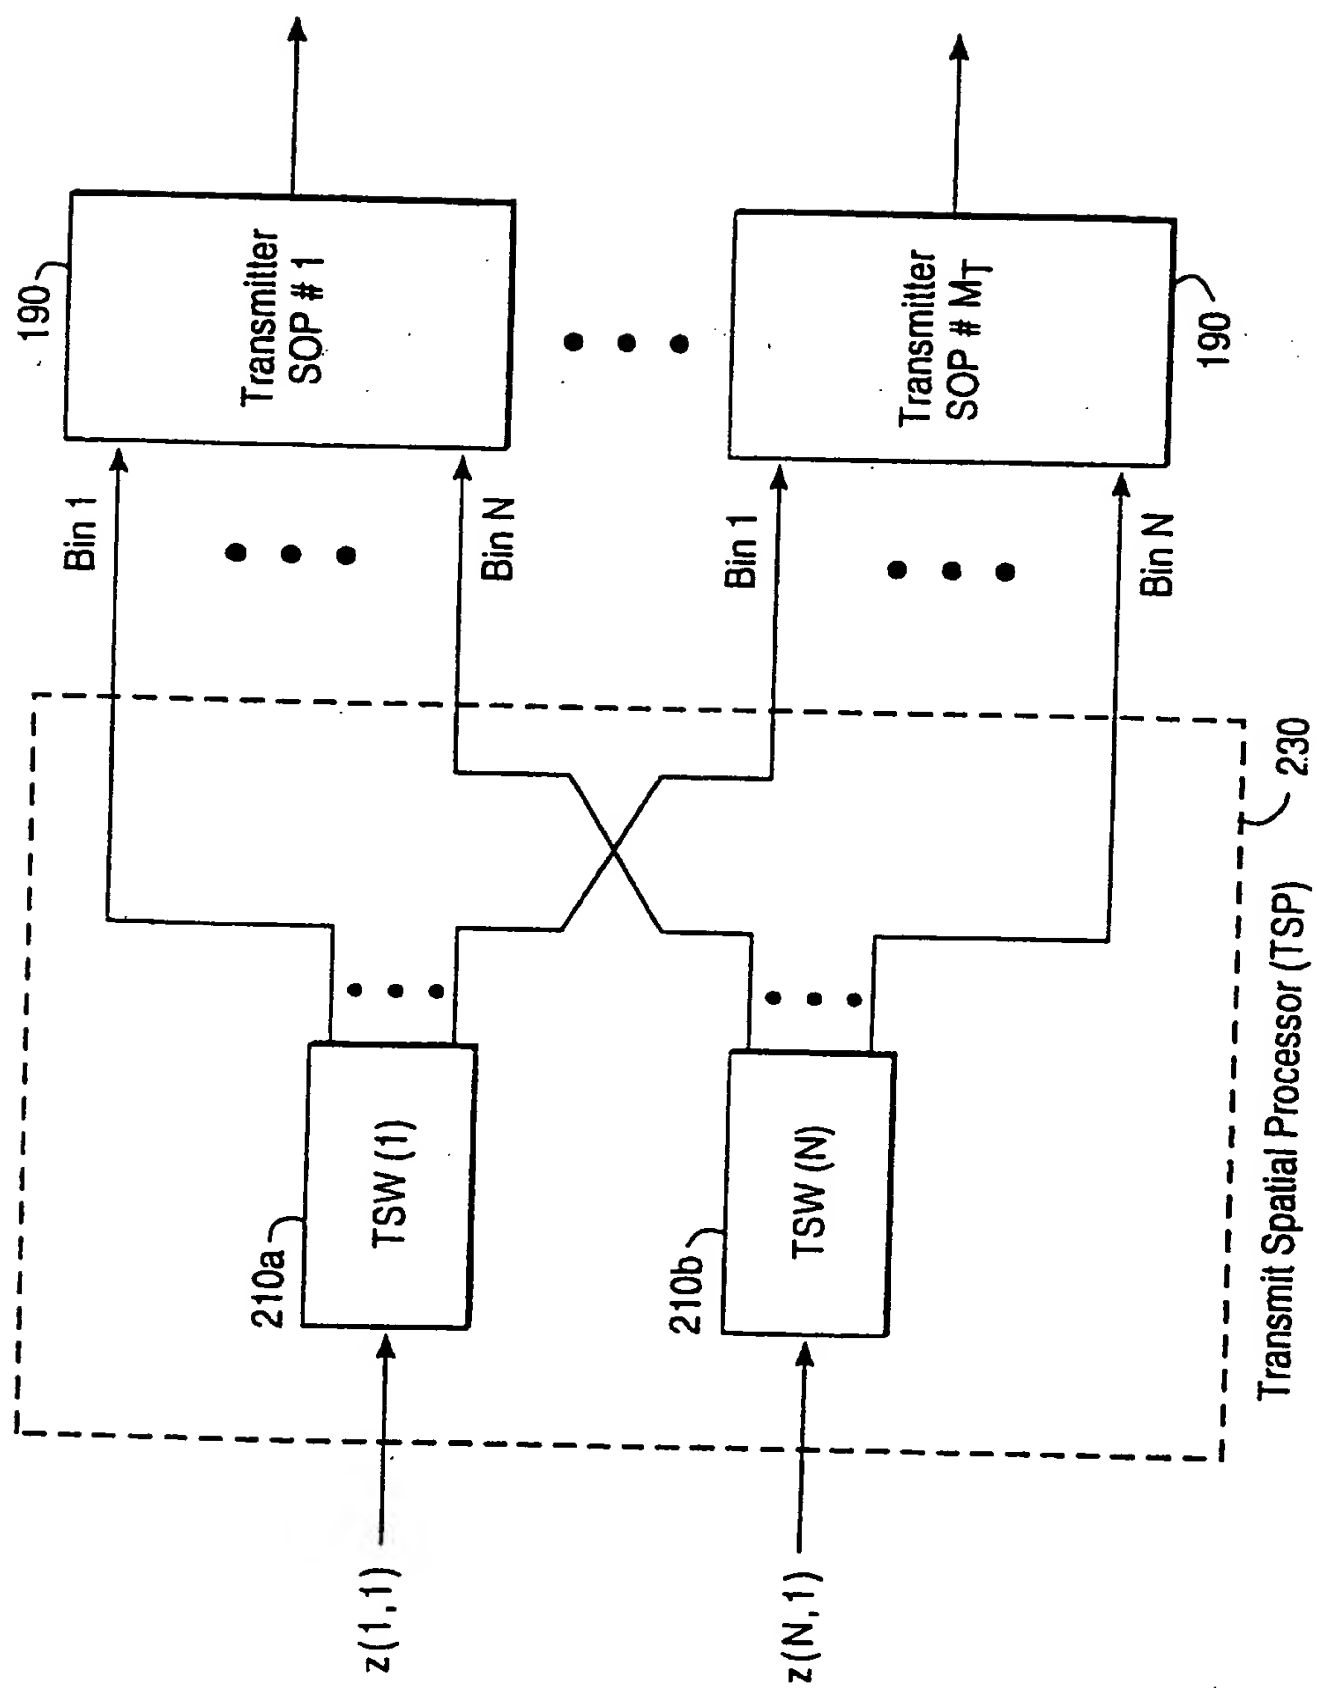 z(1,1)
210a
TSW (1)
Bin 1
Bin N
190
Transmitter
SOP # 1
z(N,1)
210b
TSW (N)
Bin 1
Bin N
Transmitter
SOP # MT
190
230
Transmit Spatial Processor (TSP)